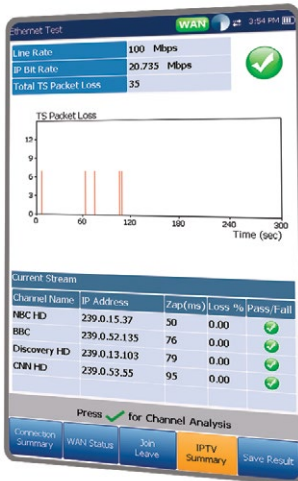 Ethernet Test WAN 3:54 PM
Line Rate 100 Mbps
IP Bit Rate 20.735 Mbps
Total TS Packet Loss 35
TS Packet Loss
12
9
6
3
0
0 60 120 180 240 300
Time (sec)
Current Stream
Channel Name IP Address Zap(ms) Loss % Pass/Fail
NBC HD 239.0.15.37 50 0.00
BBC 239.0.52.135 76 0.00
Discovery HD 239.0.13.103 79 0.00
CNN HD 239.0.53.55 95 0.00
Press for Channel Analysis
Connection Summary WAN Status Join Leave IPTV Summary Save Result